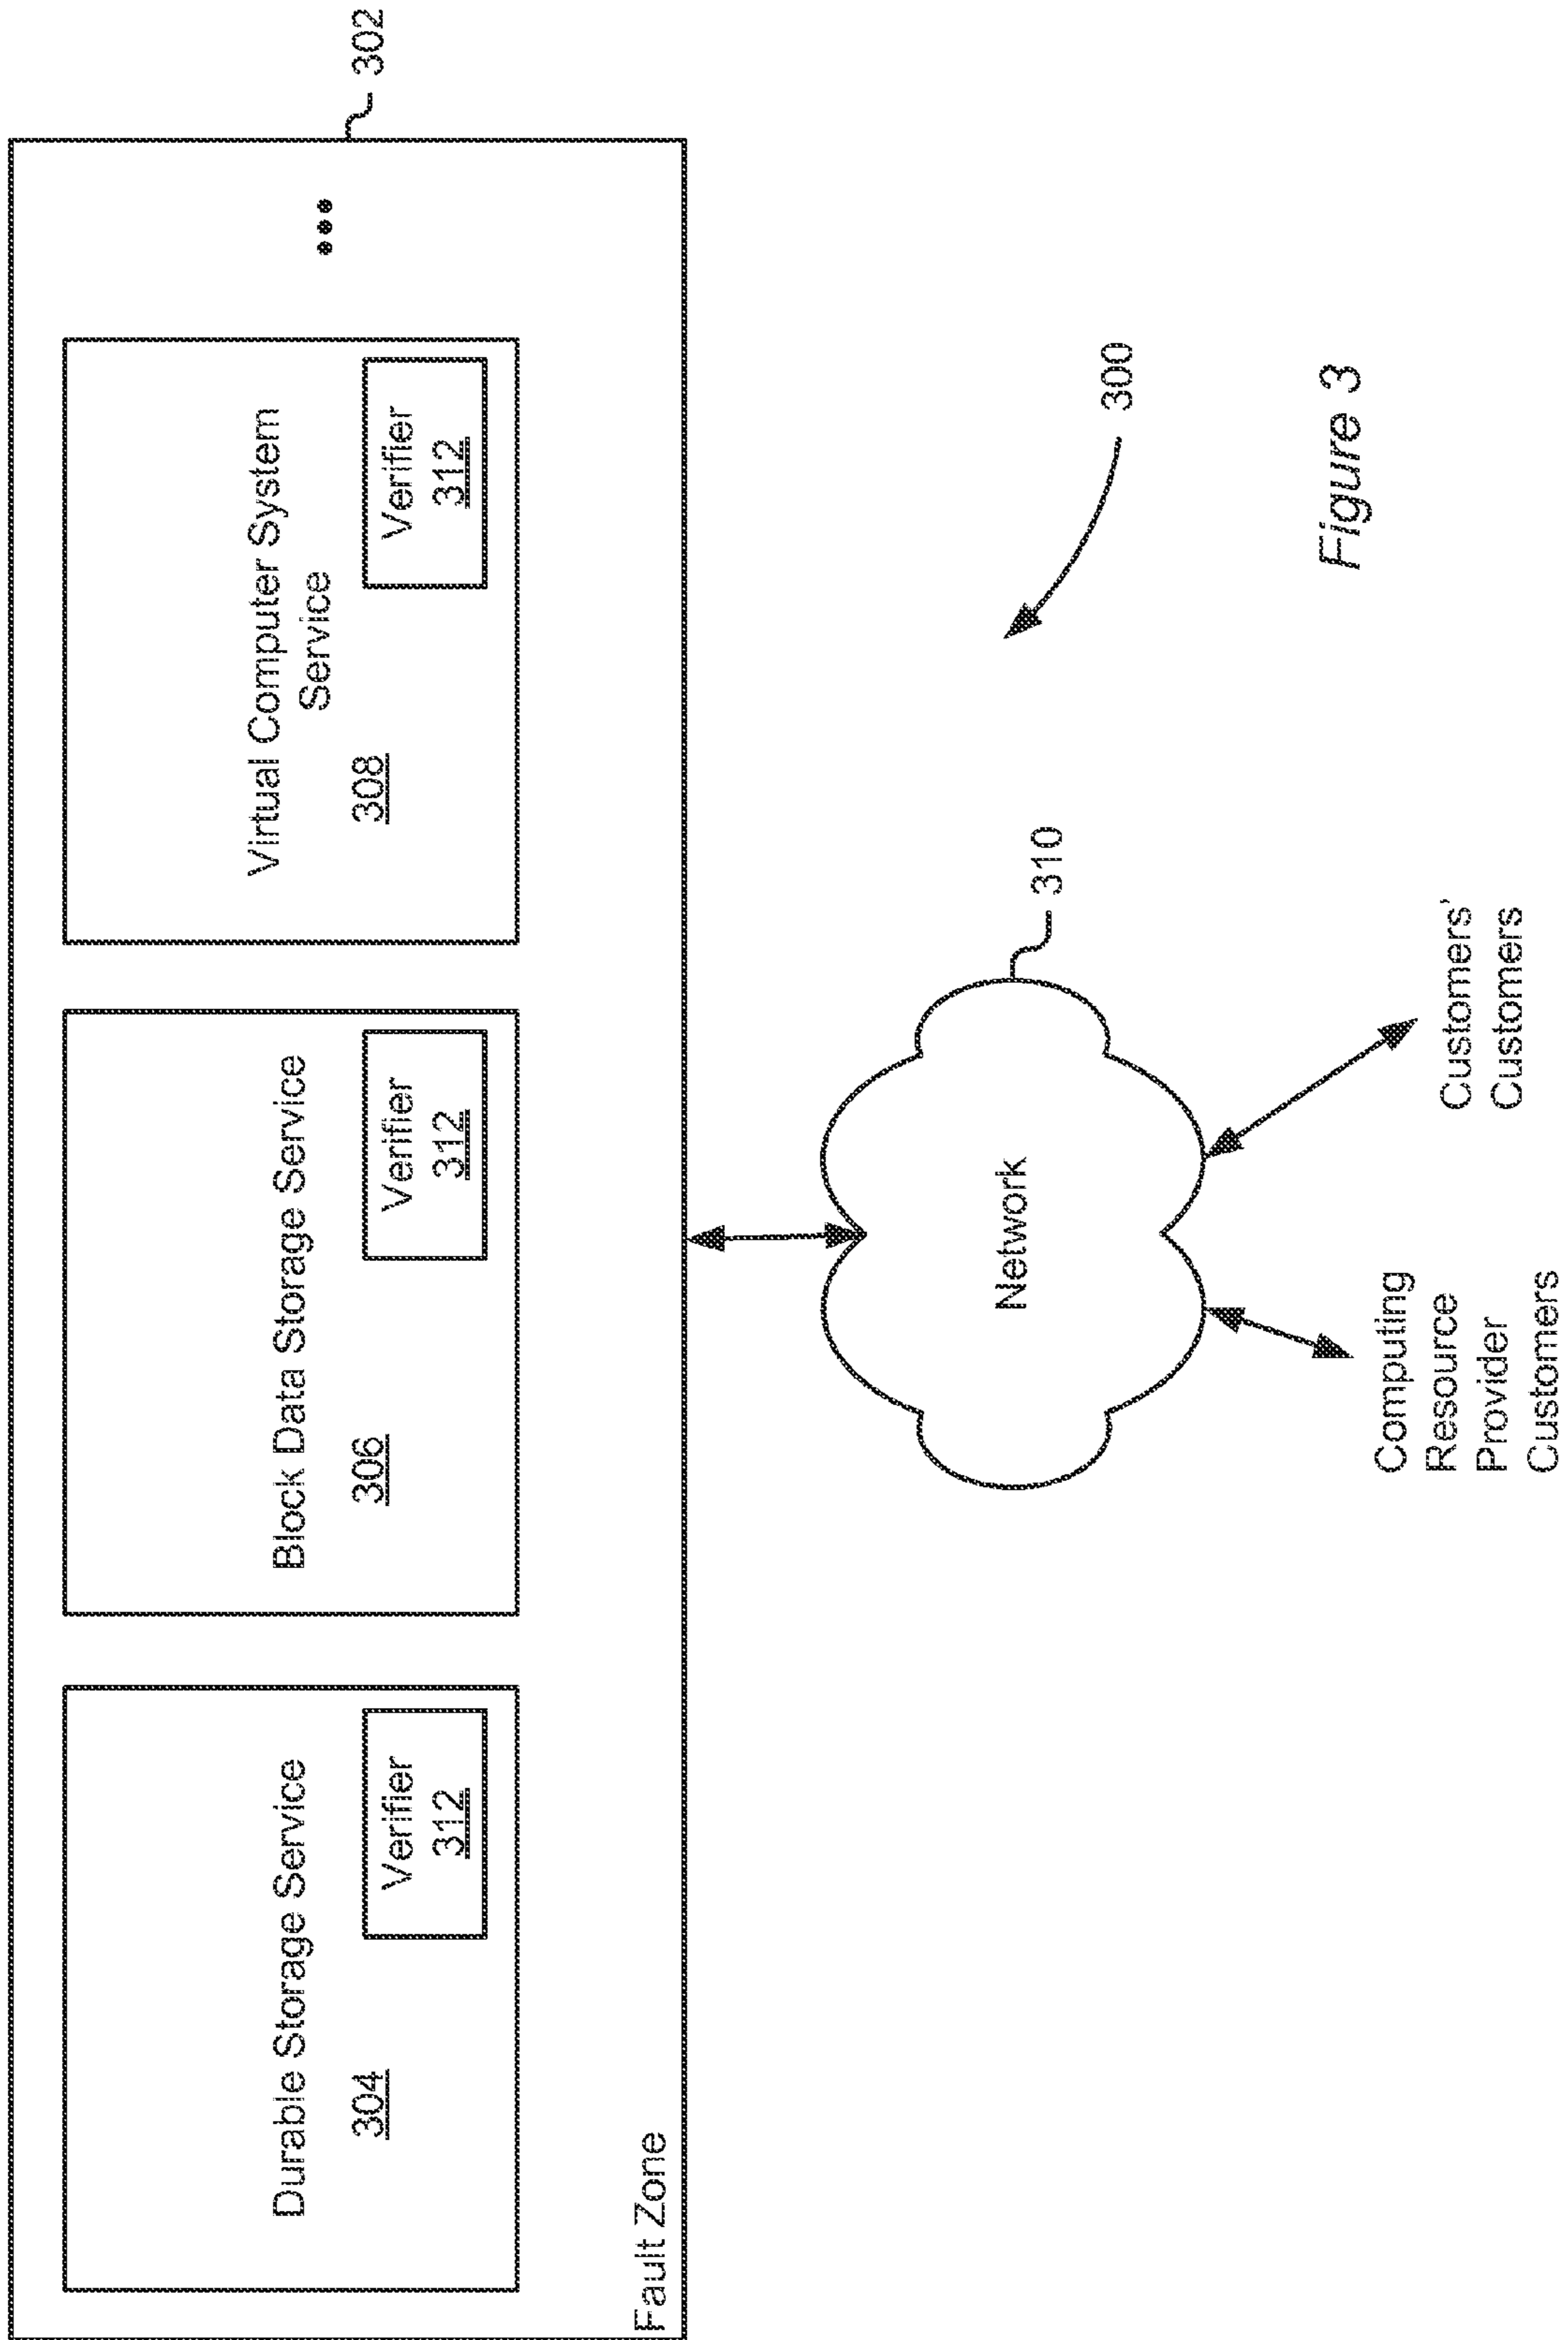 302
Durable Storage Service
304
Verifier
312
Block Data Storage Service
306
Verifier
312
Virtual Computer System
Service
308
Verifier
312
Fault Zone
Network
310
300
Computing
Resource
Provider
Customers
Customers'
Customers
Figure 3